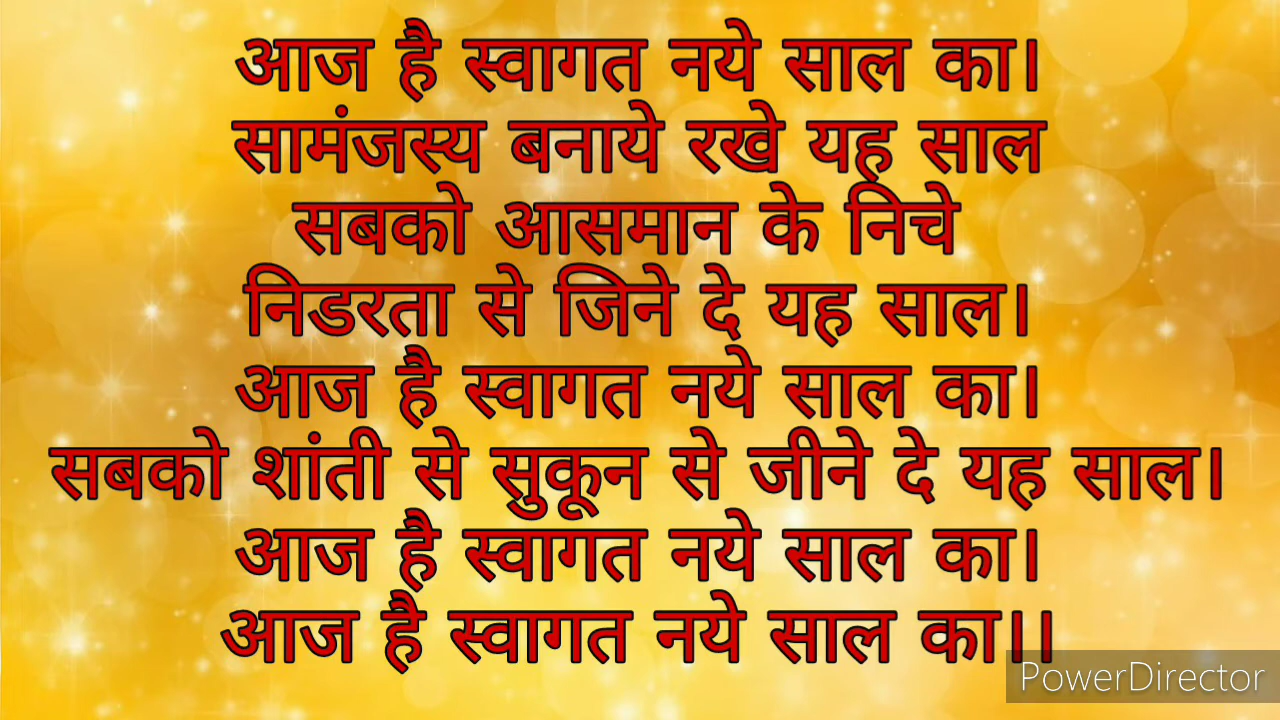 आज है स्वागत नये साल का।
सामंजस्य बनाये रखे यह साल
सबको आसमान के निचे
निडरता से जिने दे यह साल।
आज है स्वागत नये साल का।
सबको शांती से सुकून से जीने दे यह साल।
आज है स्वागत नये साल का।
आज है स्वागत नये साल का।।
PowerDirector